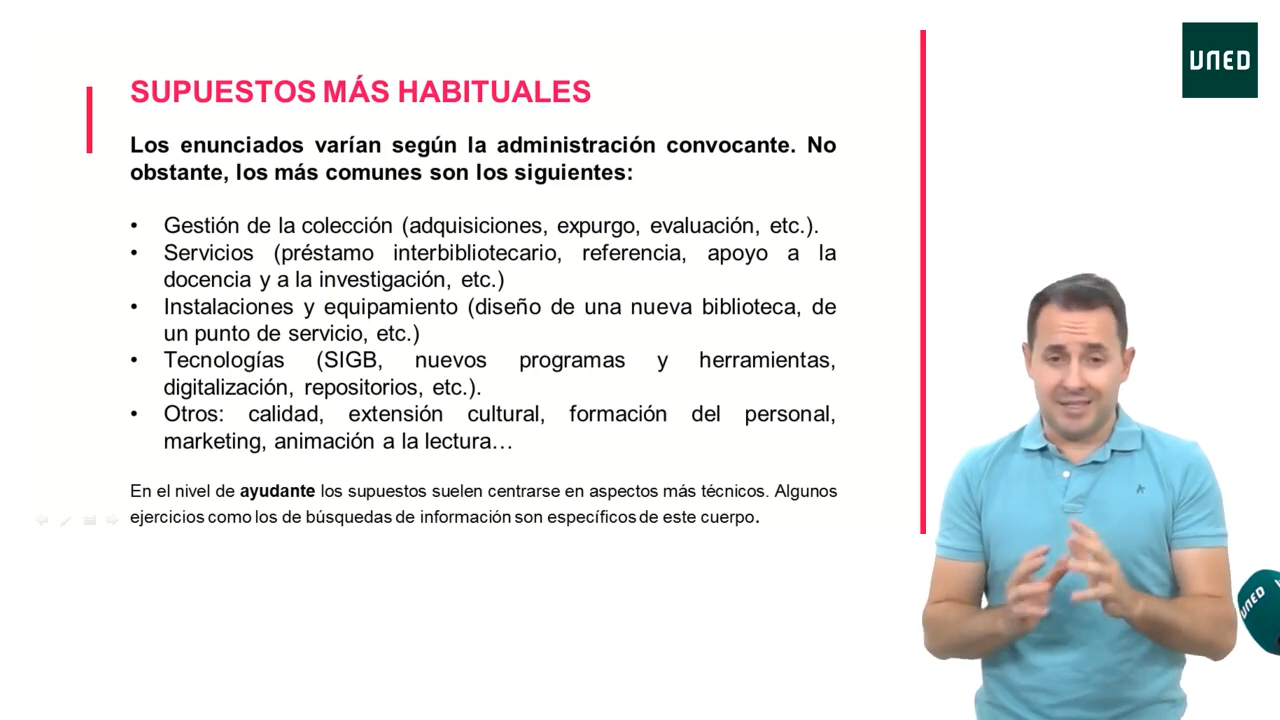 UNED
SUPUESTOS MÁS HABITUALES
Los enunciados varían según la administración convocante. No
obstante, los más comunes son los siguientes:
• Gestión de la colección (adquisiciones, expurgo, evaluación, etc.).
• Servicios (préstamo interbibliotecario, referencia, apoyo a la
docencia y a la investigación, etc.)
• Instalaciones y equipamiento (diseño de una nueva biblioteca, de
un punto de servicio, etc.)
• Tecnologías (SIGB, nuevos programas y herramientas,
digitalización, repositorios, etc.).
• Otros: calidad, extensión cultural, formación del personal,
marketing, animación a la lectura…
En el nivel de ayudante los supuestos suelen centrarse en aspectos más técnicos. Algunos
ejercicios como los de búsquedas de información son específicos de este cuerpo.
UNED